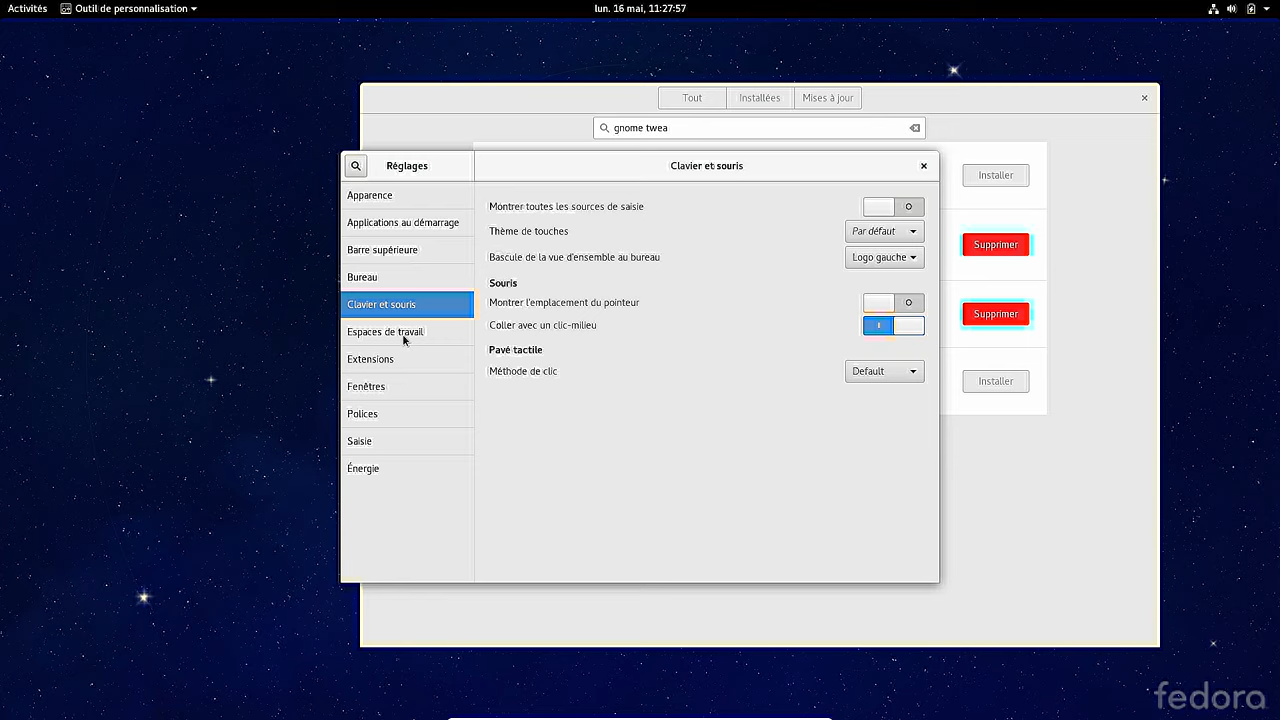 Activités Outil de personnalisation lun. 16 mai, 11:27:57
Tout Installées Mises à jour
gnome twea
Réglages Clavier et souris
Installer
Apparence
Montrer toutes les sources de saisie
Applications au démarrage
Thème de touches Par défaut
Supprimer
Barre supérieure
Bascule de la vue d'ensemble au bureau Logo gauche
Bureau
Souris
Clavier et souris
Montrer l'emplacement du pointeur
Supprimer
Espaces de travail
Coller avec un clic-milieu
Pavé tactile
Extensions
Méthode de clic Default
Installer
Fenêtres
Polices
Saisie
Énergie
fedora